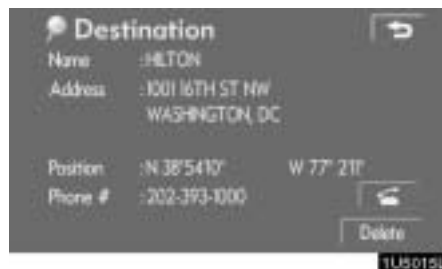 Destination
Name :HILTON
Address :1001 16TH ST NW
WASHINGTON, DC
Position :N 38°54'10" W 77° 2'11"
Phone # :202-393-1000
Delete
1U5015L